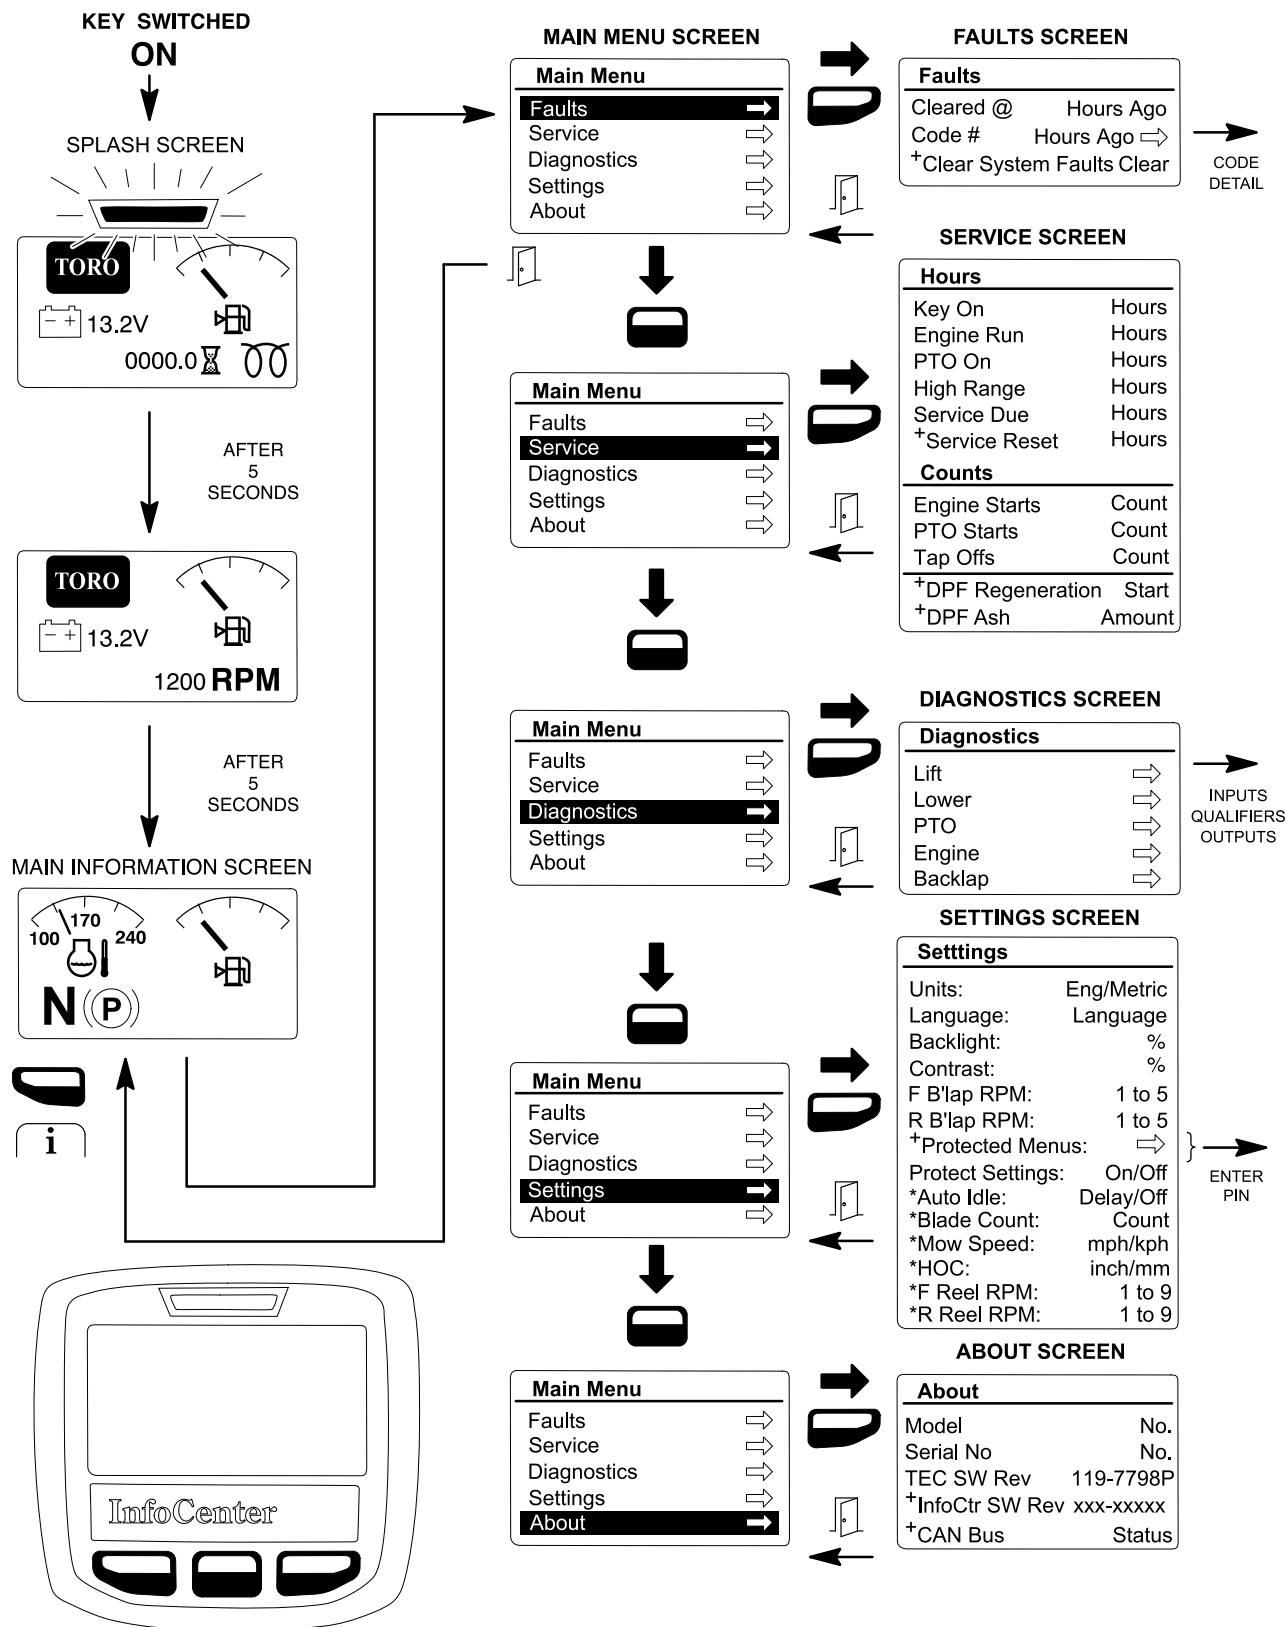 KEY SWITCHED
ON
SPLASH SCREEN
TORO
- +
13.2V
0000.0
AFTER
5
SECONDS
TORO
- +
13.2V
1200 RPM
AFTER
5
SECONDS
MAIN INFORMATION SCREEN
100
170
240
N
(P)
i
InfoCenter
MAIN MENU SCREEN
Main Menu
Faults
Service
Diagnostics
Settings
About
Main Menu
Faults
Service
Diagnostics
Settings
About
Main Menu
Faults
Service
Diagnostics
Settings
About
Main Menu
Faults
Service
Diagnostics
Settings
About
Main Menu
Faults
Service
Diagnostics
Settings
About
FAULTS SCREEN
Faults
Cleared @ Hours Ago
Code # Hours Ago
+Clear System Faults Clear
CODE
DETAIL
SERVICE SCREEN
Hours
Key On Hours
Engine Run Hours
PTO On Hours
High Range Hours
Service Due Hours
+Service Reset Hours
Counts
Engine Starts Count
PTO Starts Count
Tap Offs Count
+DPF Regeneration Start
+DPF Ash Amount
DIAGNOSTICS SCREEN
Diagnostics
Lift
Lower
PTO
Engine
Backlap
INPUTS
QUALIFIERS
OUTPUTS
SETTINGS SCREEN
Setttings
Units: Eng/Metric
Language: Language
Backlight: %
Contrast: %
F B'lap RPM: 1 to 5
R B'lap RPM: 1 to 5
+Protected Menus:
Protect Settings: On/Off
*Auto Idle: Delay/Off
*Blade Count: Count
*Mow Speed: mph/kph
*HOC: inch/mm
*F Reel RPM: 1 to 9
*R Reel RPM: 1 to 9
ENTER
PIN
ABOUT SCREEN
About
Model No.
Serial No No.
TEC SW Rev 119-7798P
+InfoCtr SW Rev xxx-xxxxx
+CAN Bus Status